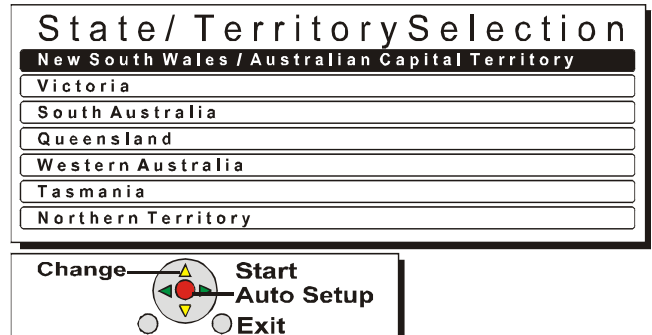 State/ Territory Selection
New South Wales / Australian Capital Territory
Victoria
South Australia
Queensland
Western Australia
Tasmania
Northern Territory
Change
Start
Auto Setup
Exit